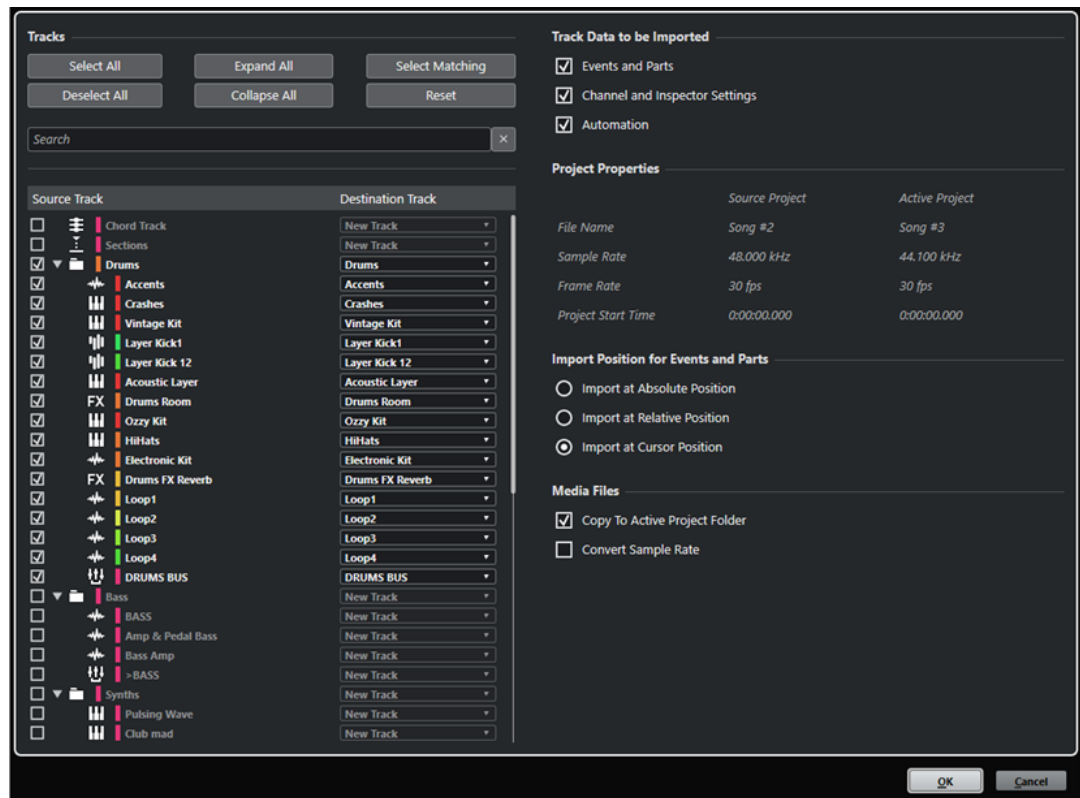 Tracks
Select All Expand All Select Matching
Deselect All Collapse All Reset
Search
Source Track Destination Track
Chord Track New Track
Sections New Track
Drums Drums
Accents Accents
Crashes Crashes
Vintage Kit Vintage Kit
Layer Kick1 Layer Kick1
Layer Kick 12 Layer Kick 12
Acoustic Layer Acoustic Layer
FX Drums Room Drums Room
Ozzy Kit Ozzy Kit
HiHats HiHats
Electronic Kit Electronic Kit
FX Drums FX Reverb Drums FX Reverb
Loop1 Loop1
Loop2 Loop2
Loop3 Loop3
Loop4 Loop4
DRUMS BUS DRUMS BUS
Bass New Track
BASS New Track
Amp & Pedal Bass New Track
Bass Amp New Track
>BASS New Track
Synths New Track
Pulsing Wave New Track
Club mad New Track
Track Data to be Imported
Events and Parts
Channel and Inspector Settings
Automation
Project Properties
Source Project Active Project
File Name Song #2 Song #3
Sample Rate 48.000 kHz 44.100 kHz
Frame Rate 30 fps 30 fps
Project Start Time 0:00:00.000 0:00:00.000
Import Position for Events and Parts
Import at Absolute Position
Import at Relative Position
Import at Cursor Position
Media Files
Copy To Active Project Folder
Convert Sample Rate
OK Cancel